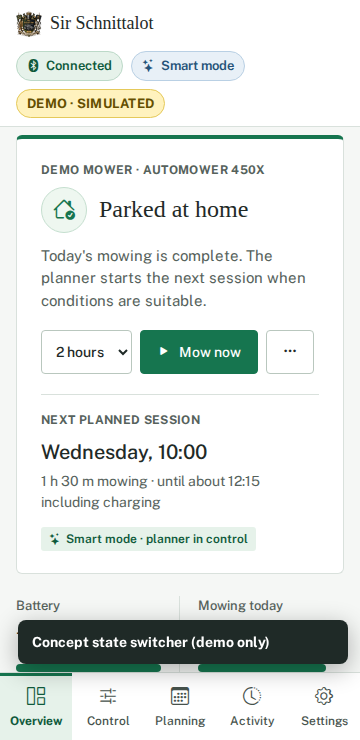 Sir Schnittalot
Connected
Smart mode
DEMO · SIMULATED
DEMO MOWER · AUTOMOWER 450X
Parked at home
Today's mowing is complete. The
planner starts the next session when
conditions are suitable.
2 hours
Mow now
...
NEXT PLANNED SESSION
Wednesday, 10:00
1 h 30 m mowing · until about 12:15
including charging
Smart mode · planner in control
Battery
Mowing today
Concept state switcher (demo only)
Overview
Control
Planning
Activity
Settings